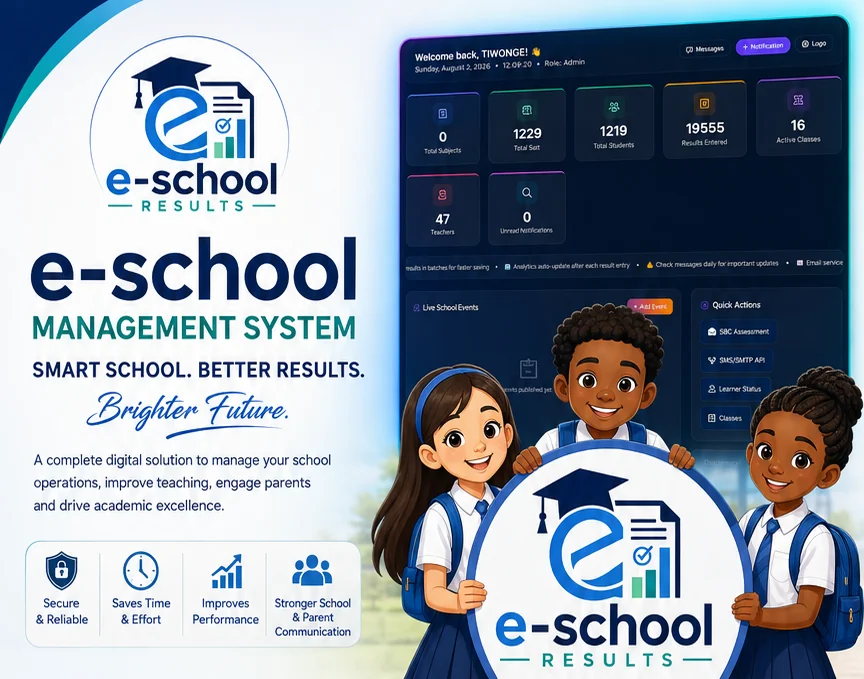 e-school
RESULTS
e-school
MANAGEMENT SYSTEM
SMART SCHOOL. BETTER RESULTS.
Brighter Future.
A complete digital solution to manage your school
operations, improve teaching, engage parents
and drive academic excellence.
Secure
& Reliable
Saves Time
& Effort
Improves
Performance
Stronger School
& Parent
Communication
Welcome back, TIWONGE! 👋
Sunday, August 2, 2026 • 12:09:20 • Role: Admin
Messages
+ Notification
Logo
0
Total Subjects
1229
Total Sort
1219
Total Students
19555
Results Entered
16
Active Classes
47
Teachers
0
Unread Notifications
results in batches for faster saving • Analytics auto-update after each result entry • Check messages daily for important updates • Email service
Live School Events
+ Add Event
published yet
Quick Actions
SBC Assessment
SMS/SMTP API
Learner Status
Classes
e-school
RESULTS